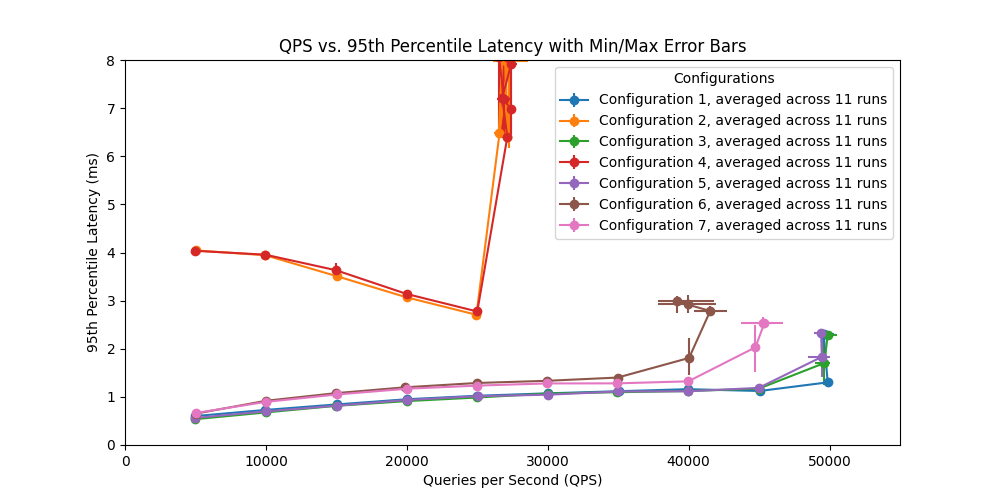 QPS vs. 95th Percentile Latency with Min/Max Error Bars
Configurations
Configuration 1, averaged across 11 runs
Configuration 2, averaged across 11 runs
Configuration 3, averaged across 11 runs
Configuration 4, averaged across 11 runs
Configuration 5, averaged across 11 runs
Configuration 6, averaged across 11 runs
Configuration 7, averaged across 11 runs
95th Percentile Latency (ms)
8
7
6
5
4
3
2
1
0
0
10000
20000
30000
40000
50000
Queries per Second (QPS)